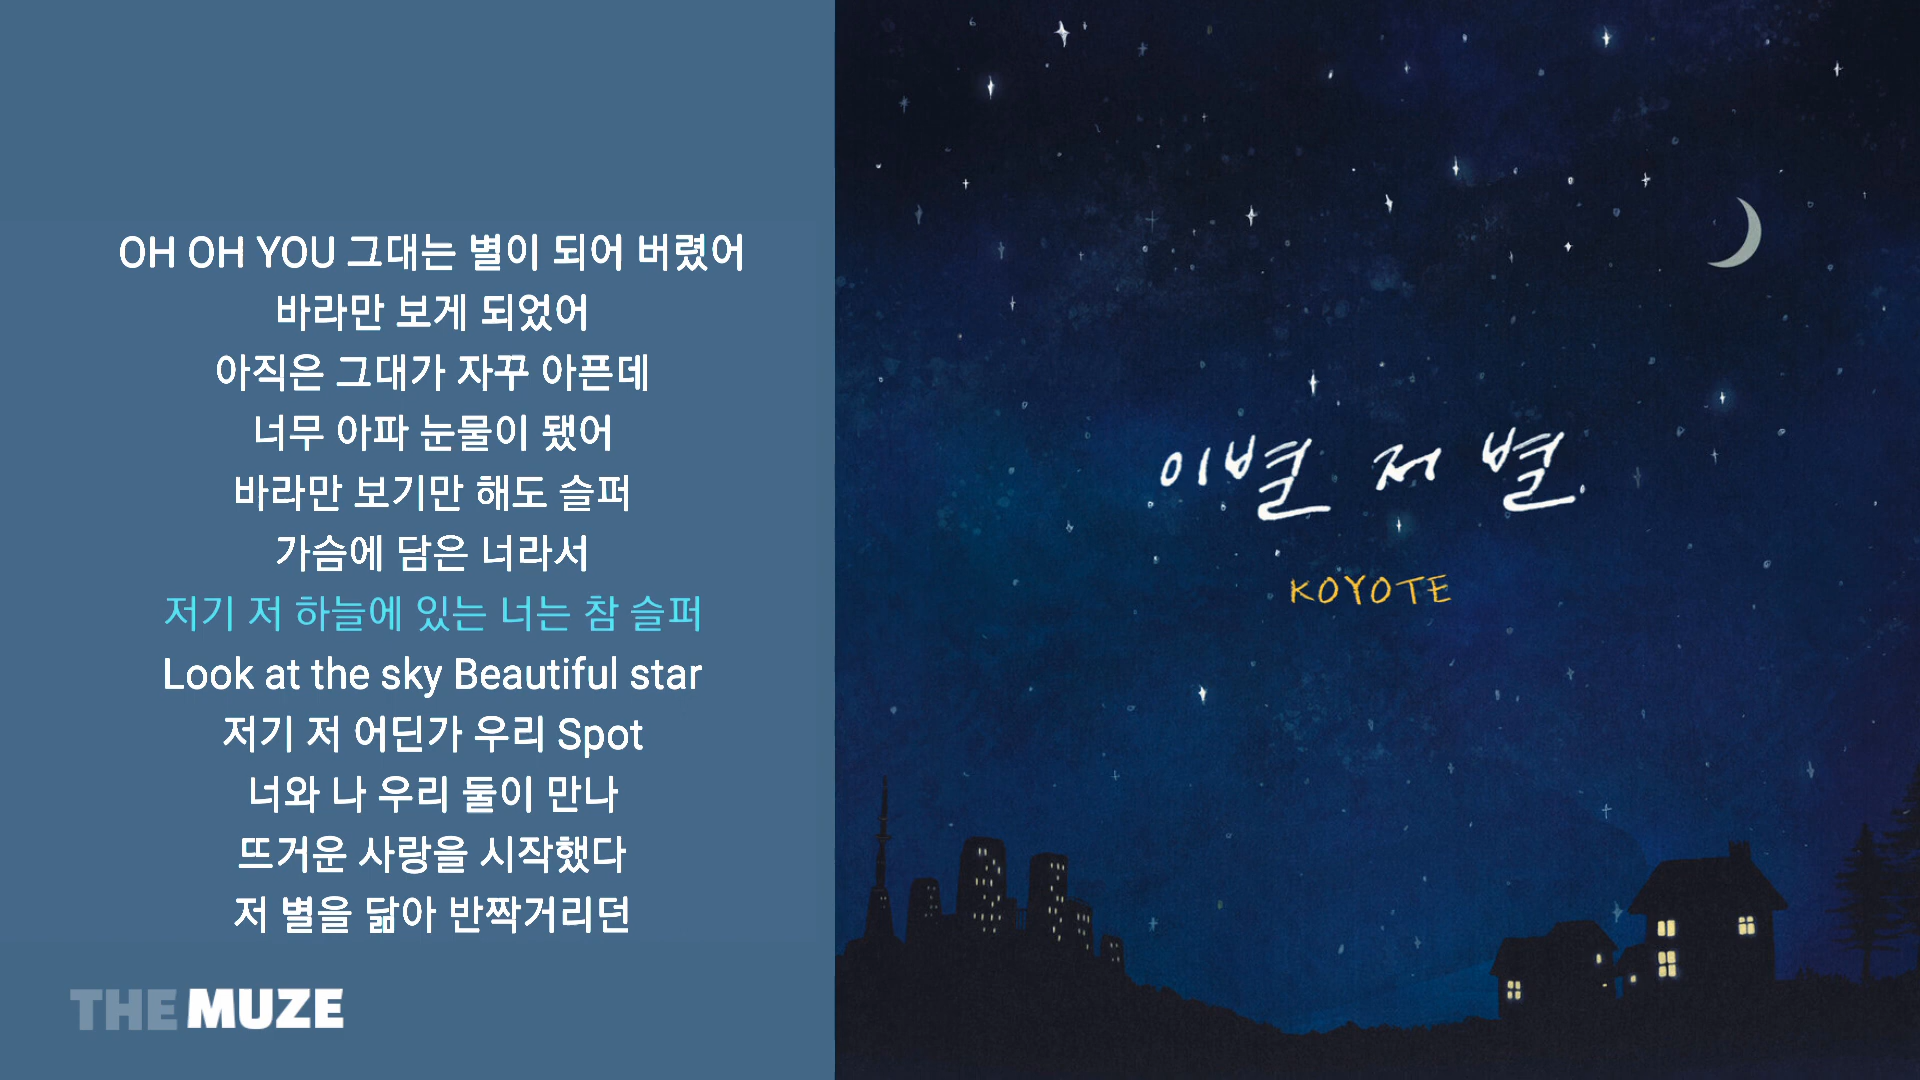 OH OH YOU 그대는 별이 되어 버렸어
바라만 보게 되었어
아직은 그대가 자꾸 아픈데
너무 아파 눈물이 됐어
바라만 보기만 해도 슬퍼
가슴에 담은 너라서
저기 저 하늘에 있는 너는 참 슬퍼
Look at the sky Beautiful star
저기 저 어딘가 우리 Spot
너와 나 우리 둘이 만나
뜨거운 사랑을 시작했다
저 별을 닮아 반짝거리던
THE MUZE
이별 저 별
KOYOTE